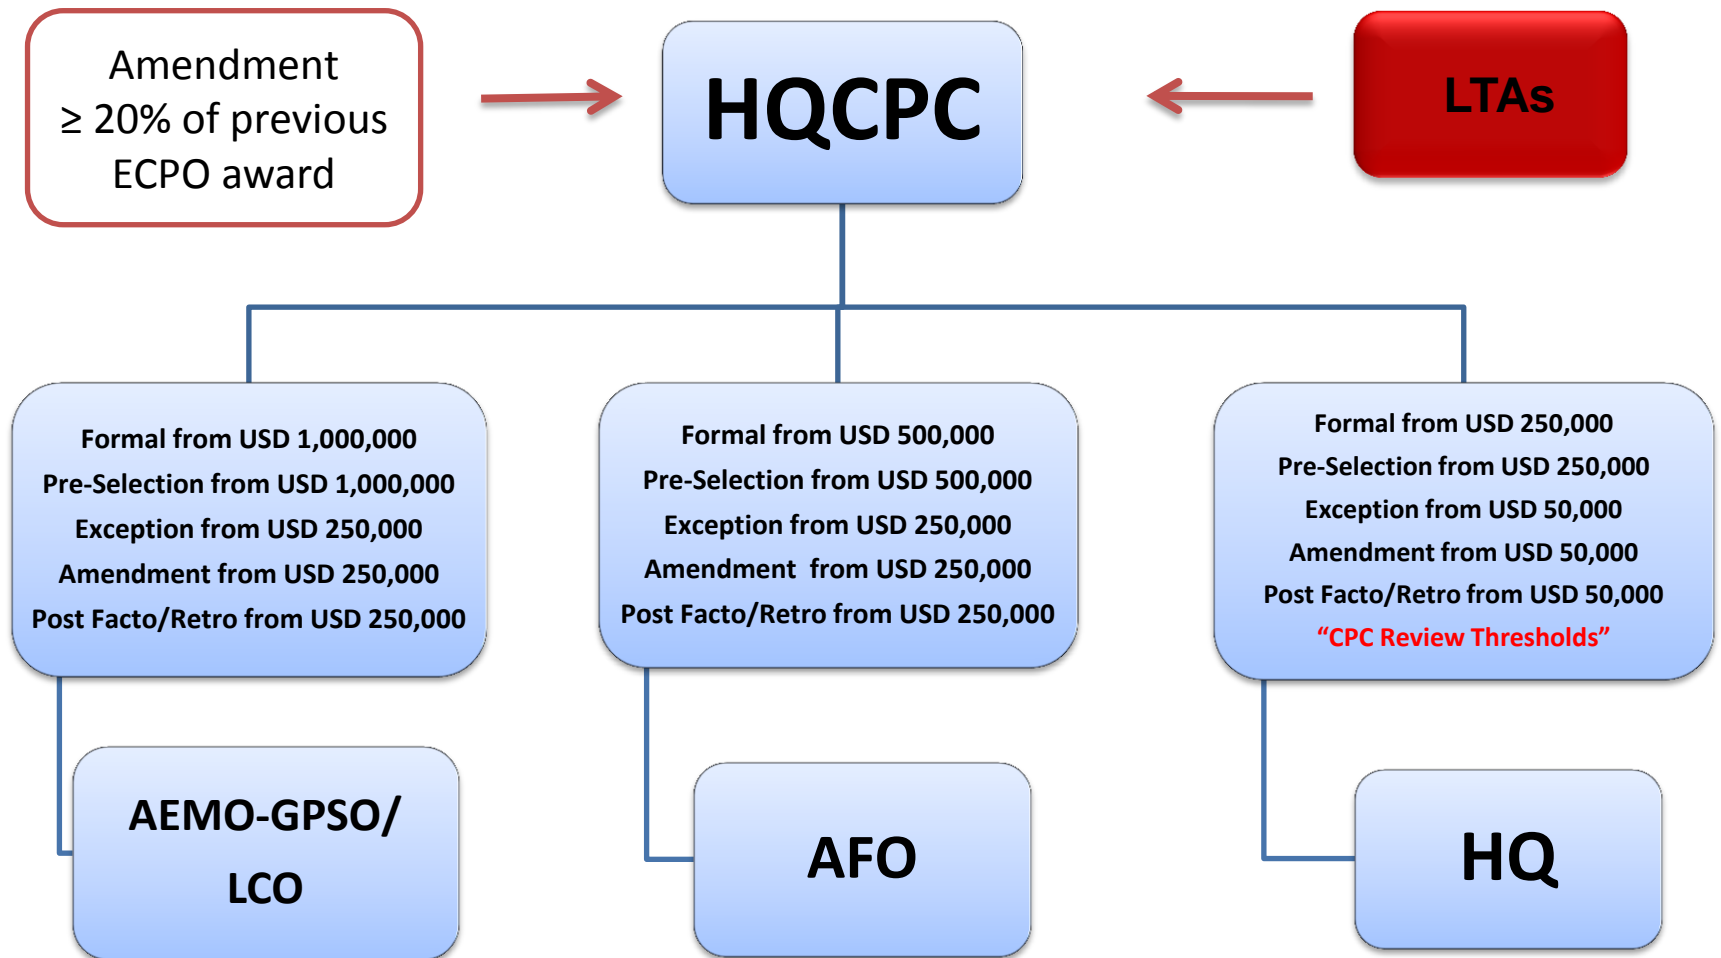 Amendment
≥ 20% of previous
ECPO award
HQCPC
LTAs
Formal from USD 1,000,000
Pre-Selection from USD 1,000,000
Exception from USD 250,000
Amendment from USD 250,000
Post Facto/Retro from USD 250,000
Formal from USD 500,000
Pre-Selection from USD 500,000
Exception from USD 250,000
Amendment  from USD 250,000
Post Facto/Retro from USD 250,000
Formal from USD 250,000
Pre-Selection from USD 250,000
Exception from USD 50,000
Amendment from USD 50,000
Post Facto/Retro from USD 50,000
“CPC Review Thresholds”
AEMO-GPSO/
LCO
AFO
HQ